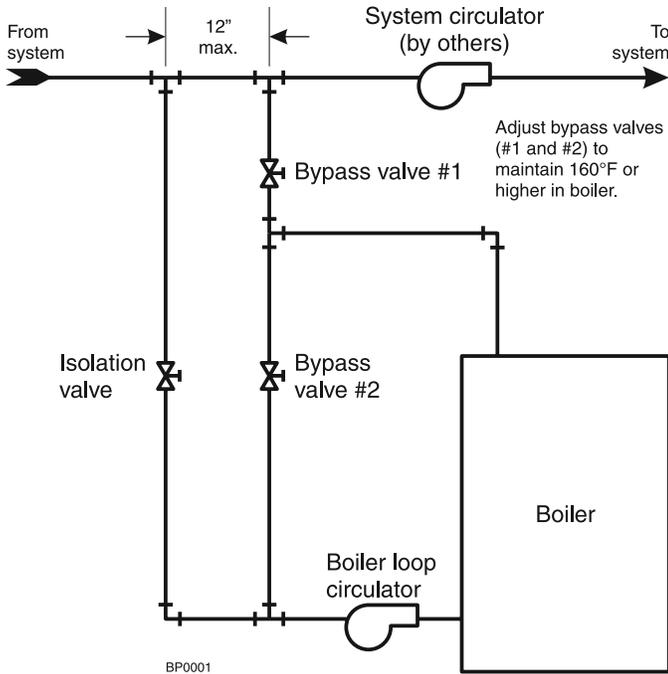 From
system
12”
max.
System circulator
(by others)
To
system
Adjust bypass valves
(#1 and #2) to
maintain 160°F or
higher in boiler.
Bypass valve #1
Isolation
valve
Bypass
valve #2
Boiler
Boiler loop
circulator
BP0001